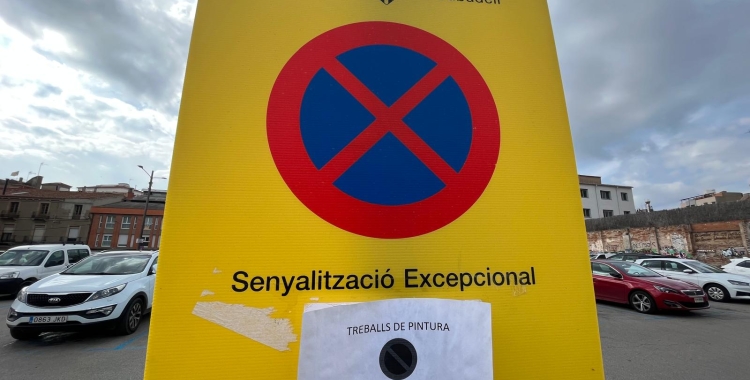 Senyalització Excepcional
TREBALLS DE PINTURA